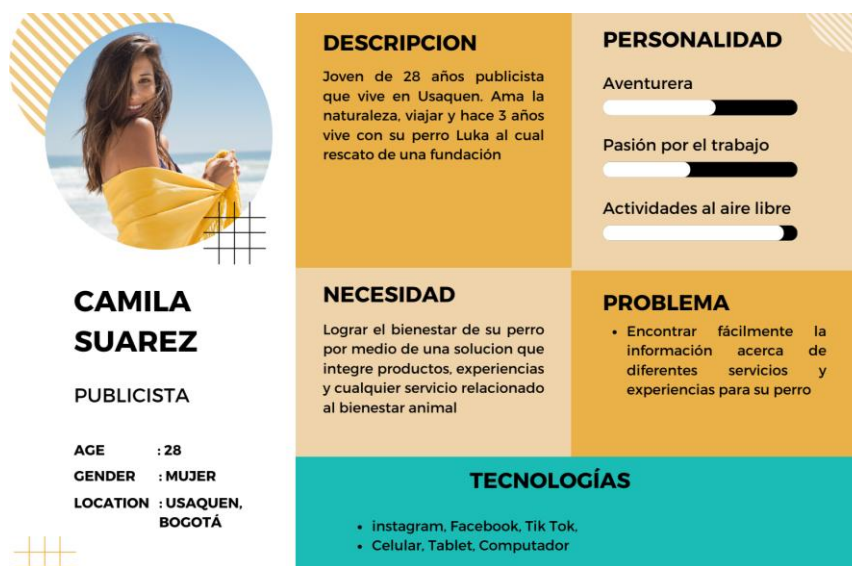 CAMILA
SUAREZ
PUBLICISTA
AGE : 28
GENDER : MUJER
LOCATION : USAQUEN,
BOGOTÁ
DESCRIPCION
Joven de 28 años publicista
que vive en Usaquen. Ama la
naturaleza, viajar y hace 3 años
vive con su perro Luka al cual
rescato de una fundación
PERSONALIDAD
Aventurera
Pasión por el trabajo
Actividades al aire libre
NECESIDAD
Lograr el bienestar de su perro
por medio de una solucion que
integre productos, experiencias
y cualquier servicio relacionado
al bienestar animal
PROBLEMA
• Encontrar fácilmente la
información acerca de
diferentes servicios y
experiencias para su perro
TECNOLOGÍAS
• instagram, Facebook, Tik Tok,
• Celular, Tablet, Computador